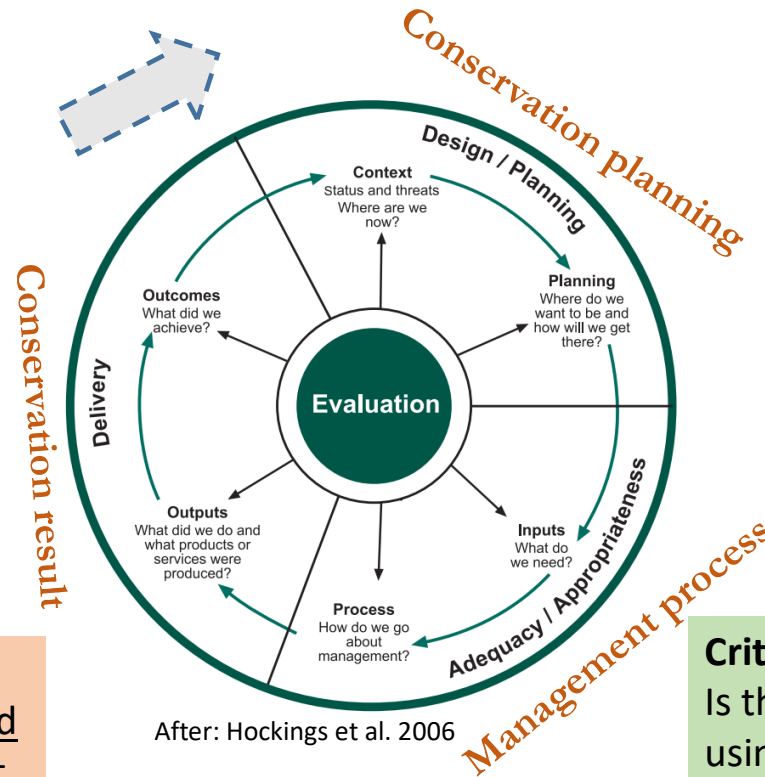 Conservation planning
Design / Planning
Context
Status and threats
Where are we
now?
Planning
Where do we
want to be and
how will we get
there?
Outcomes
What did we
achieve?
Conservation result
Delivery
Evaluation
Outputs
What did we do and
what products or
services were
produced?
Inputs
What do
we need?
Process
How do we go
about
management?
Adequacy / Appropriateness
Management process
After: Hockings et al. 2006
Is th
usin